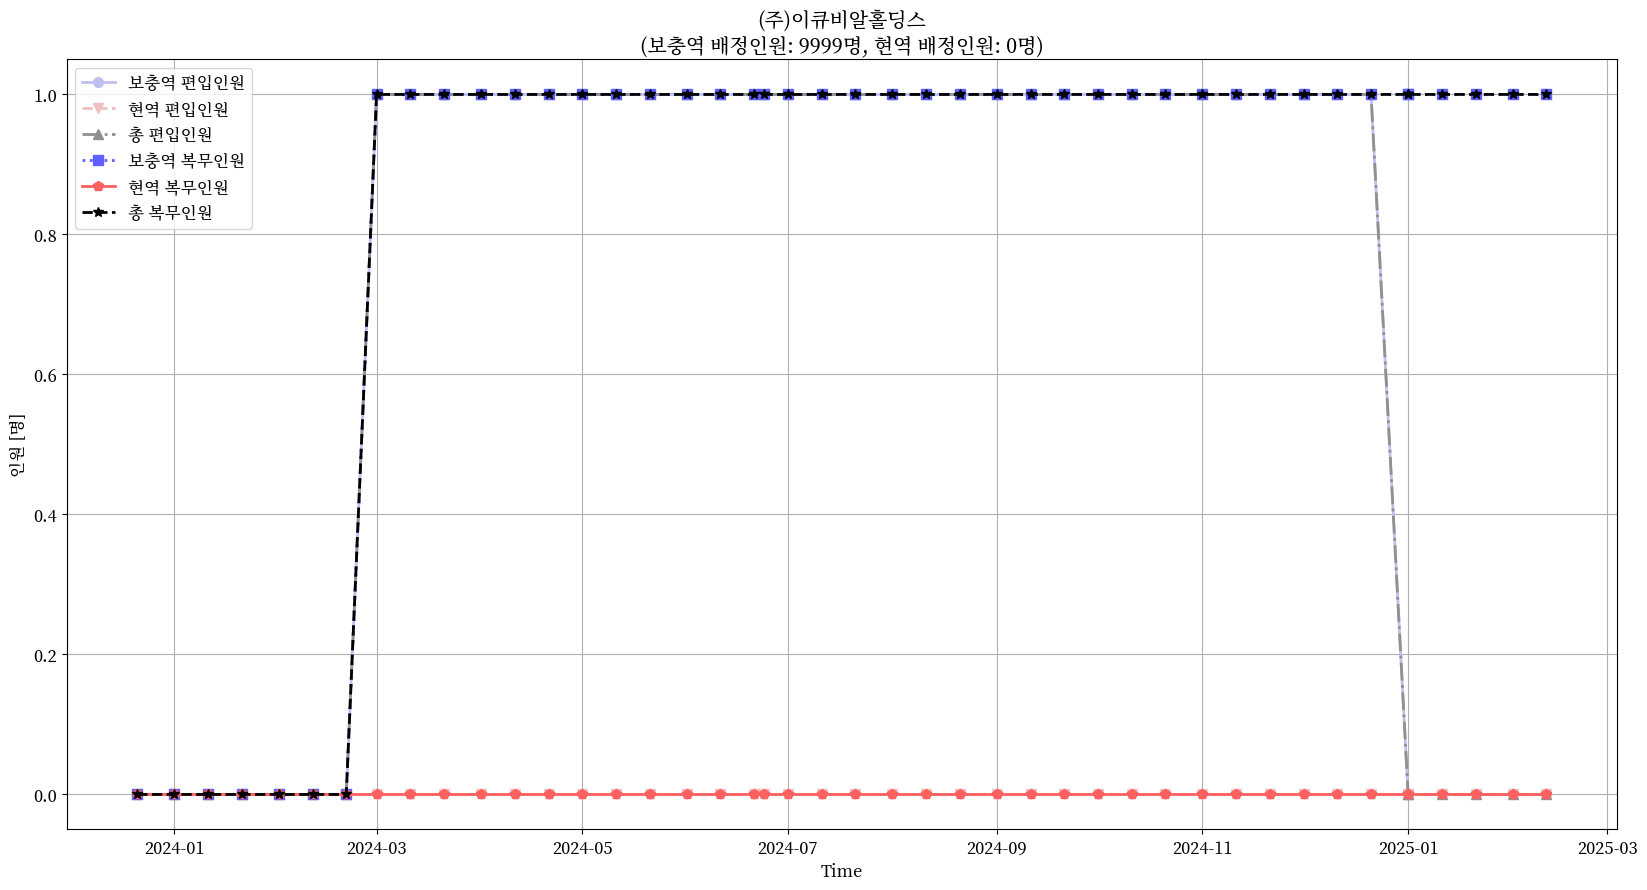 (주)이큐비알홀딩스
(보충역 배정인원: 9999명, 현역 배정인원: 0명)
보충역 편입인원
현역 편입인원
총 편입인원
보충역 복무인원
현역 복무인원
총 복무인원
인원 [명]
1.0
0.8
0.6
0.4
0.2
0.0
2024-01
2024-03
2024-05
2024-07
2024-09
2024-11
2025-01
2025-03
Time